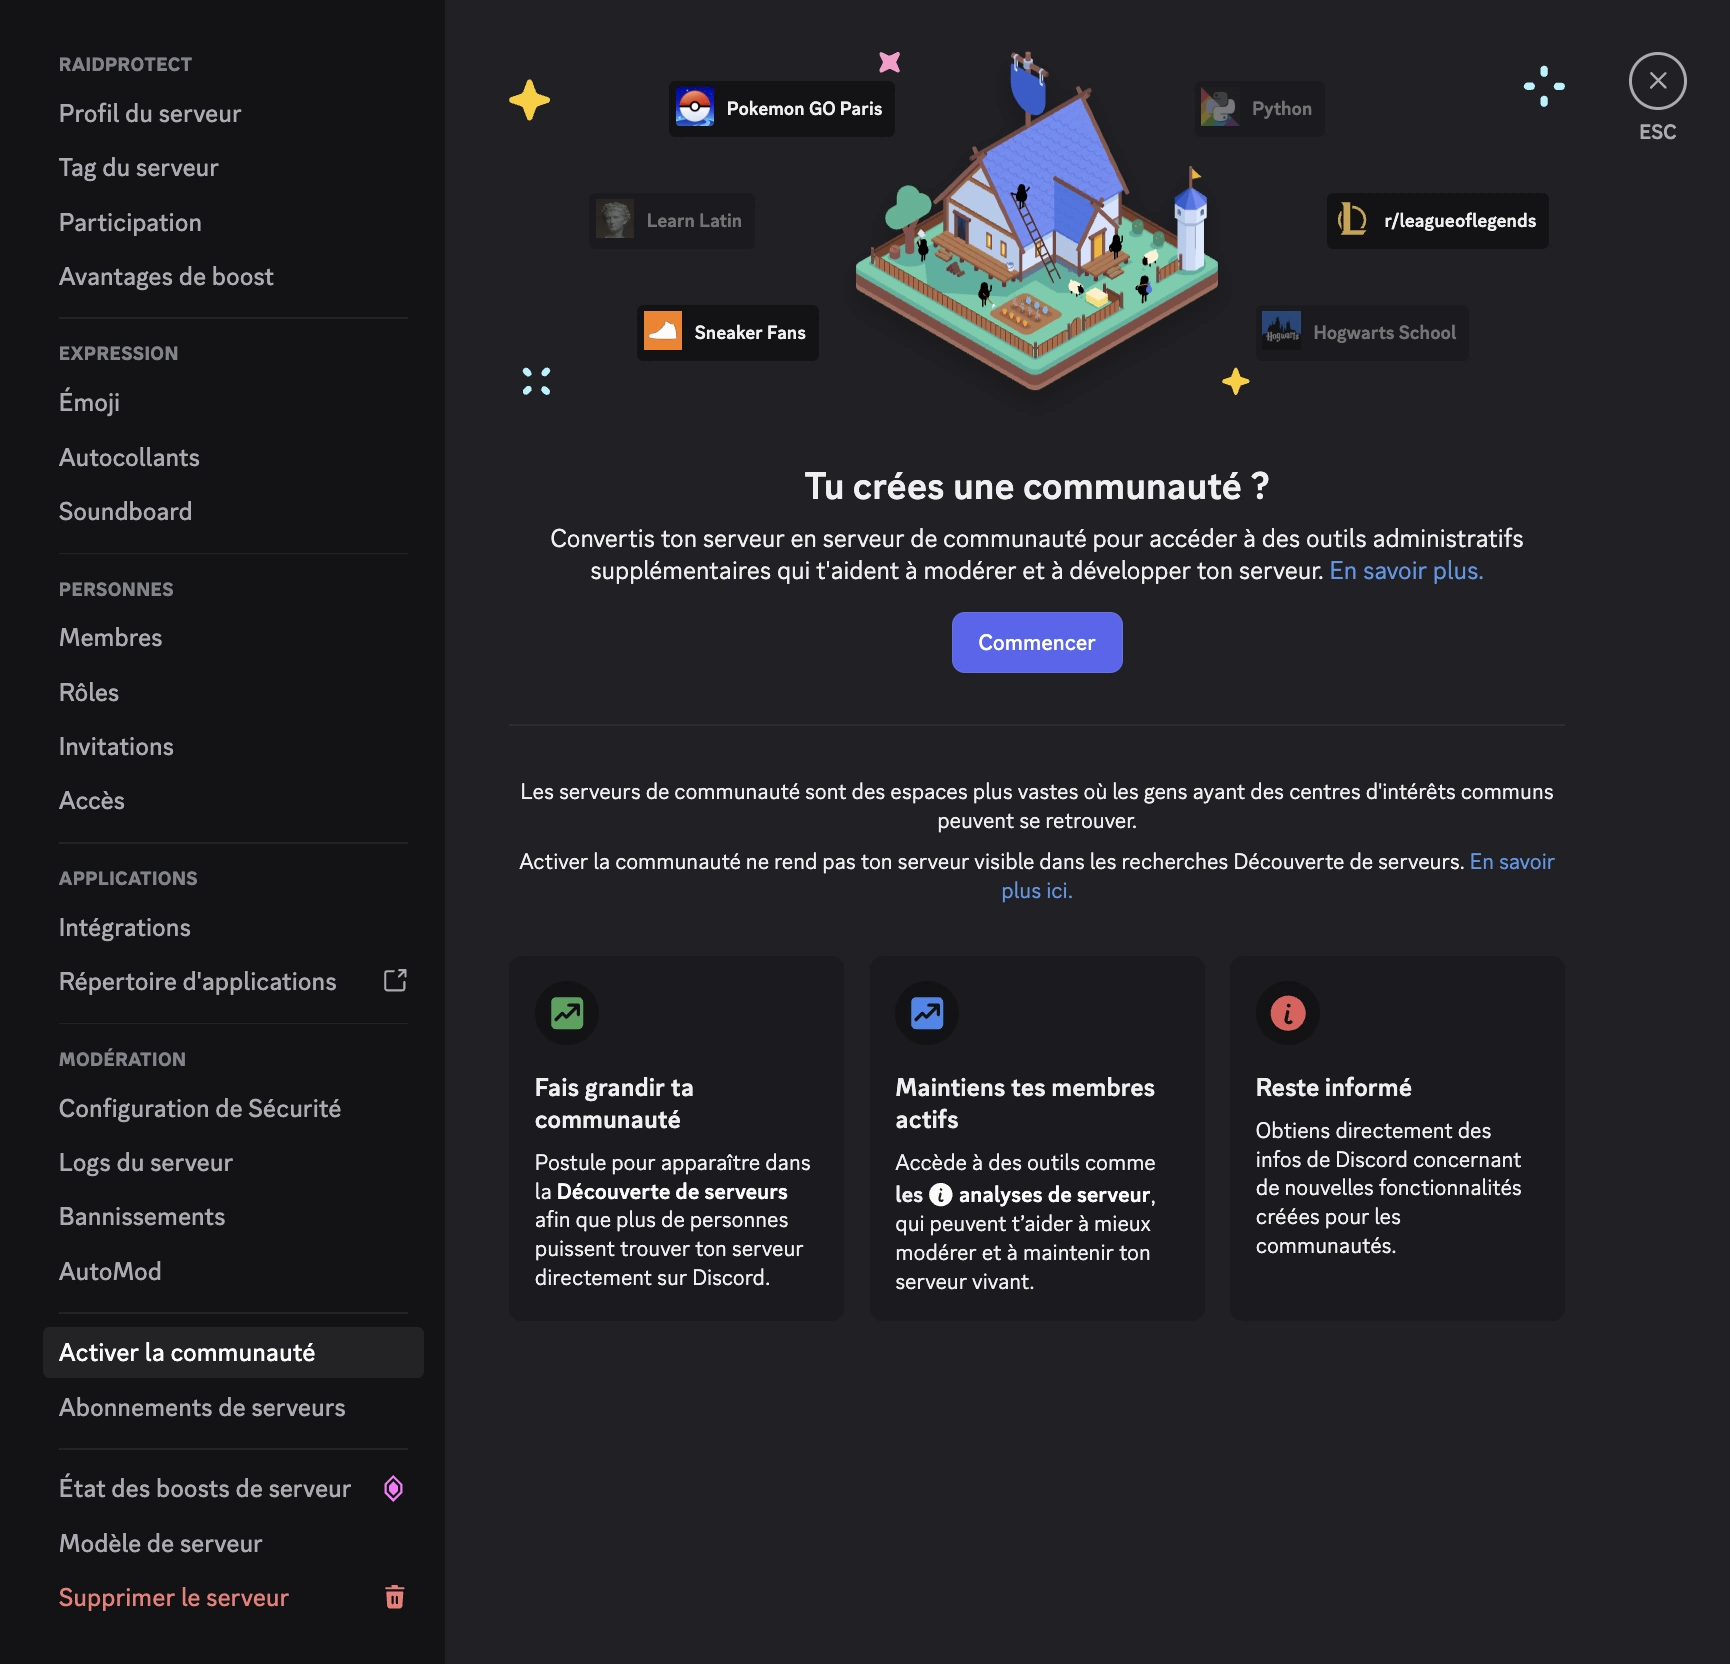 RAIDPROTECT
Profil du serveur
Tag du serveur
Participation
Avantages de boost
EXPRESSION
Émoji
Autocollants
Soundboard
PERSONNES
Membres
Rôles
Invitations
Accès
APPLICATIONS
Intégrations
Répertoire d'applications
MODÉRATION
Configuration de Sécurité
Logs du serveur
Bannissements
AutoMod
Activer la communauté
Abonnements de serveurs
État des boosts de serveur
Modèle de serveur
Supprimer le serveur
Pokemon GO Paris
Python
ESC
Learn Latin
r/leagueoflegends
Sneaker Fans
Hogwarts
Hogwarts School
Tu crées une communauté ?
Convertis ton serveur en serveur de communauté pour accéder à des outils administratifs
supplémentaires qui t'aident à modérer et à développer ton serveur. En savoir plus.
Commencer
Les serveurs de communauté sont des espaces plus vastes où les gens ayant des centres d'intérêts communs
peuvent se retrouver.
Activer la communauté ne rend pas ton serveur visible dans les recherches Découverte de serveurs. En savoir
plus ici.
Fais grandir ta
communauté
Postule pour apparaître dans
la Découverte de serveurs
afin que plus de personnes
puissent trouver ton serveur
directement sur Discord.
Maintiens tes membres
actifs
Accède à des outils comme
les i analyses de serveur,
qui peuvent t’aider à mieux
modérer et à maintenir ton
serveur vivant.
Reste informé
Obtiens directement des
infos de Discord concernant
de nouvelles fonctionnalités
créées pour les
communautés.